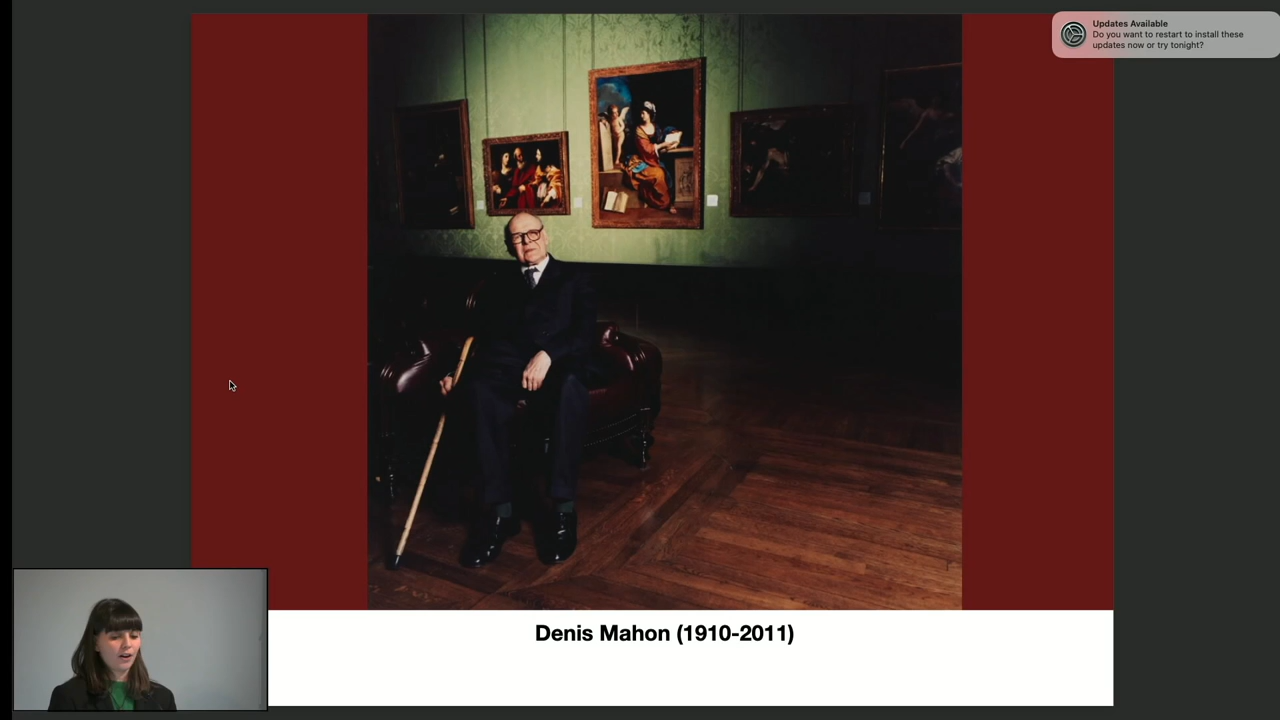 Updates Available
Do you want to restart to install these
updates now or try tonight?
Denis Mahon (1910-2011)